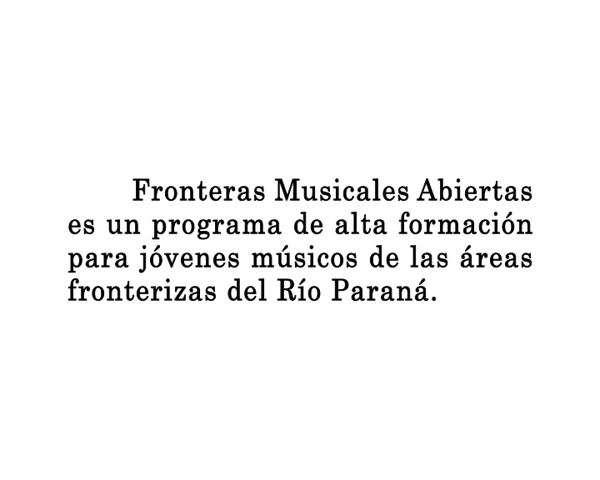 Fronteras Musicales Abiertas
es un programa de alta formación
para jóvenes músicos de las áreas
fronterizas del Río Paraná.